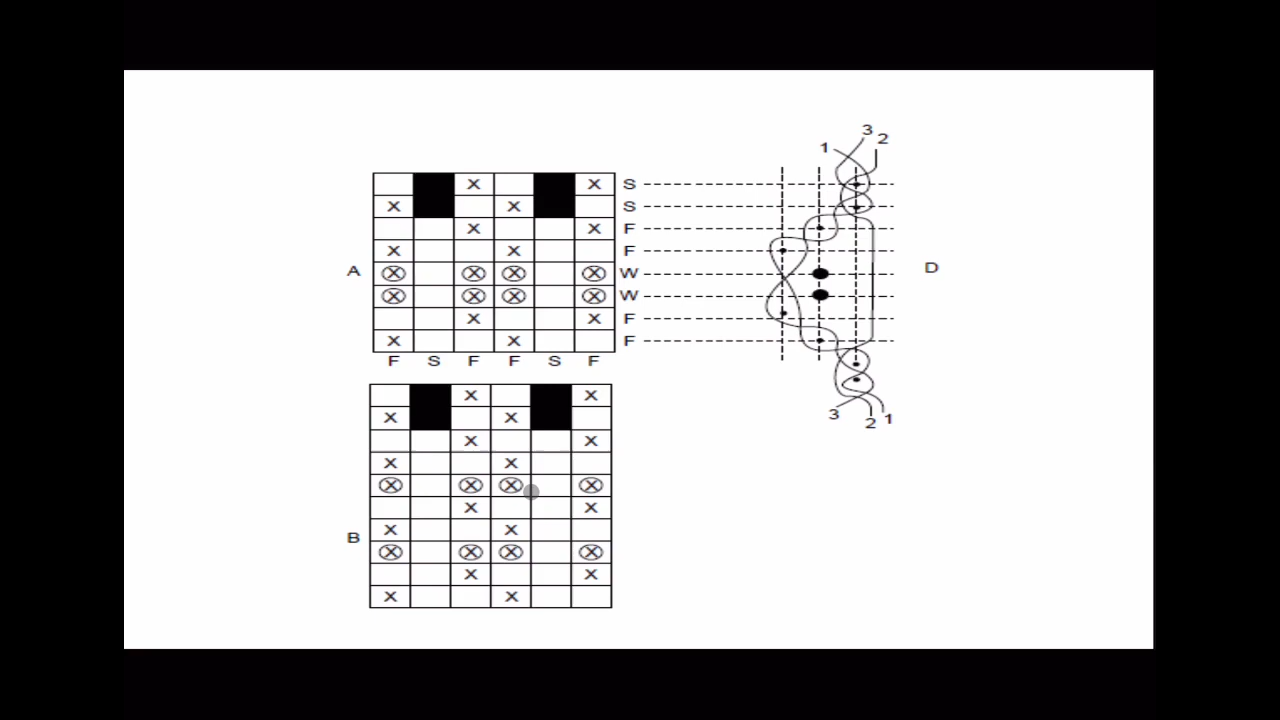 3
2
1
X X S
X X S
X X F
X X F
A Ⓧ Ⓧ Ⓧ Ⓧ W D
Ⓧ Ⓧ Ⓧ Ⓧ W
X X F
X X F
F S F F S F
X X
X X
3 2 1
X X
X X
Ⓧ Ⓧ Ⓧ Ⓧ
X X
B X X
Ⓧ Ⓧ Ⓧ Ⓧ
X X
X X